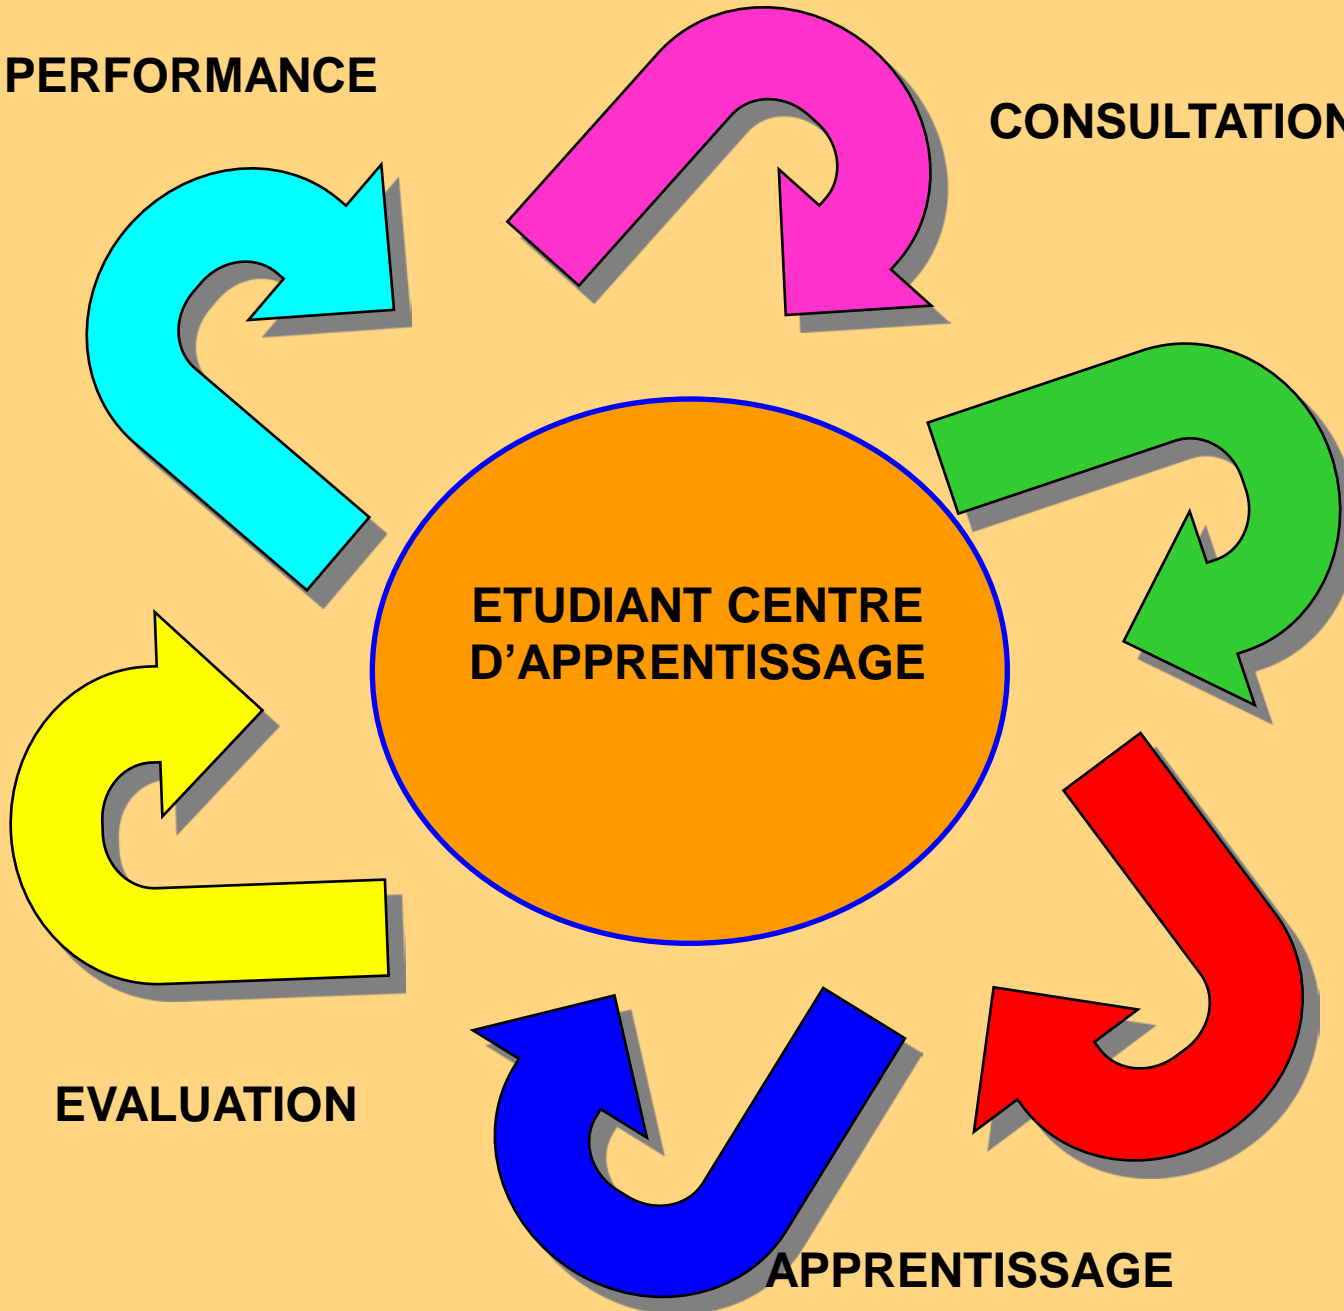 PERFORMANCE
CONSULTATION
ETUDIANT CENTRE
D’APPRENTISSAGE
EVALUATION
APPRENTISSAGE